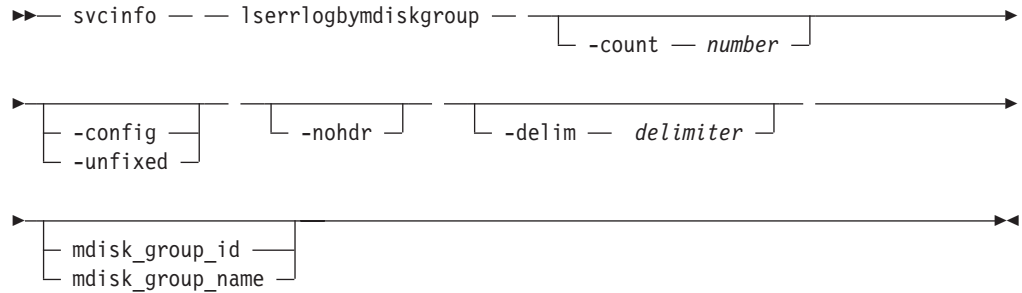 svcinfo lserrlogbymdiskgroup
-count number
-config -nohdr -delim delimiter
-unfixed
mdisk_group_id
mdisk_group_name